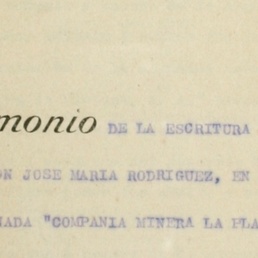 monio DE LA ESCRITURA
ON JOSE MARIA RODRIGUEZ, EN
NADA "COMPANIA MINERA LA PLA